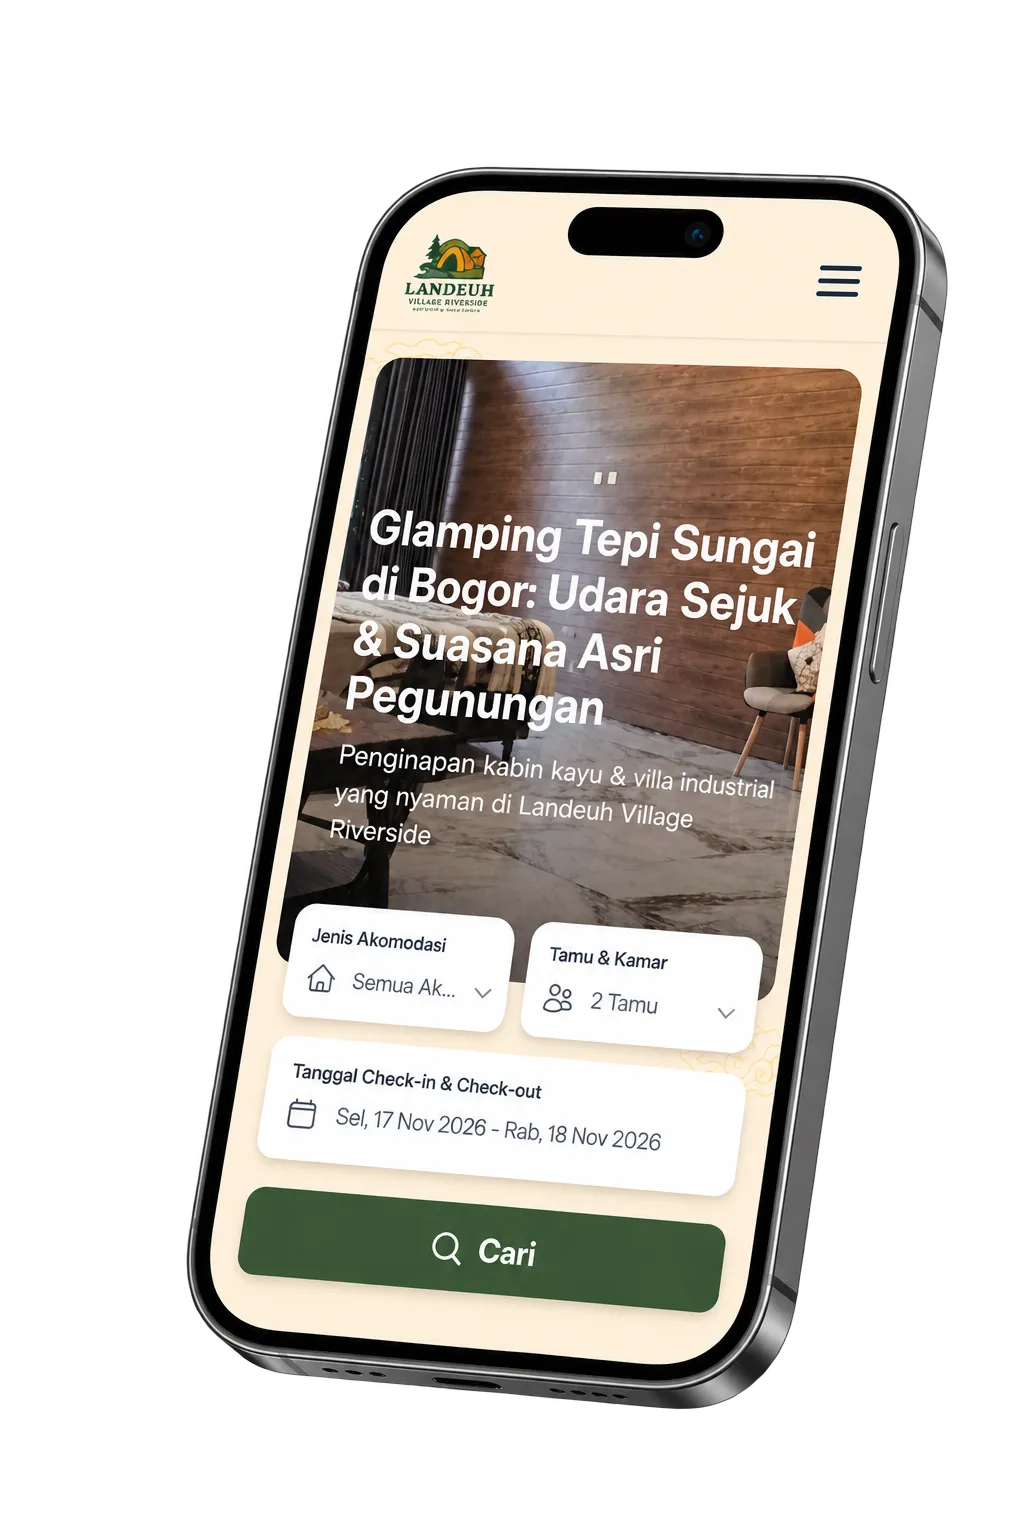 LANDEUH
VILLAGE RIVERSIDE
"
Glamping Tepi Sungai
di Bogor: Udara Sejuk
& Suasana Asri
Pegunungan
Penginapan kabin kayu & villa industrial
yang nyaman di Landeuh Village
Riverside
Jenis Akomodasi
Semua Ak...
Tamu & Kamar
2 Tamu
Tanggal Check-in & Check-out
Sel, 17 Nov 2026 - Rab, 18 Nov 2026
Cari